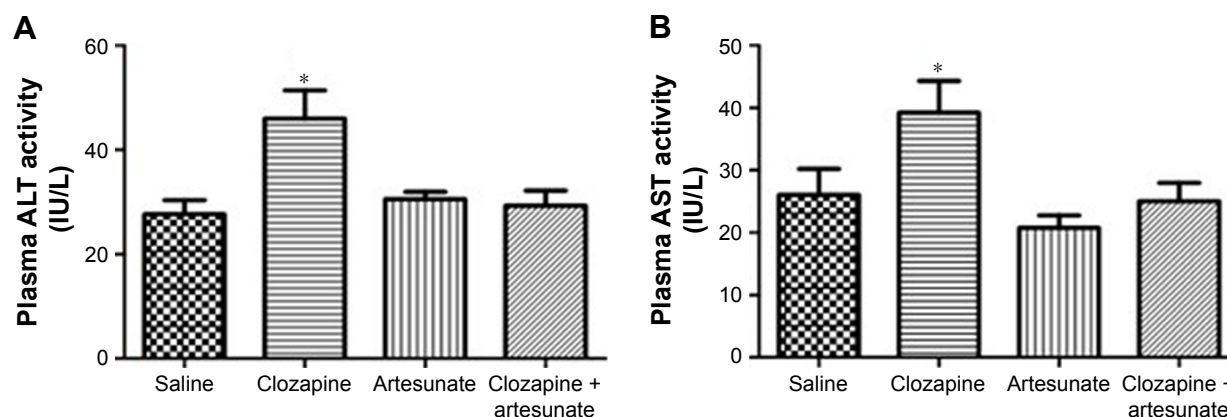 A
Plasma ALT activity
(IU/L)
60
40
20
0
*
Saline
Clozapine
Artesunate
Clozapine +
artesunate
B
Plasma AST activity
(IU/L)
50
40
30
20
10
0
*
Saline
Clozapine
Artesunate
Clozapine +
artesunate